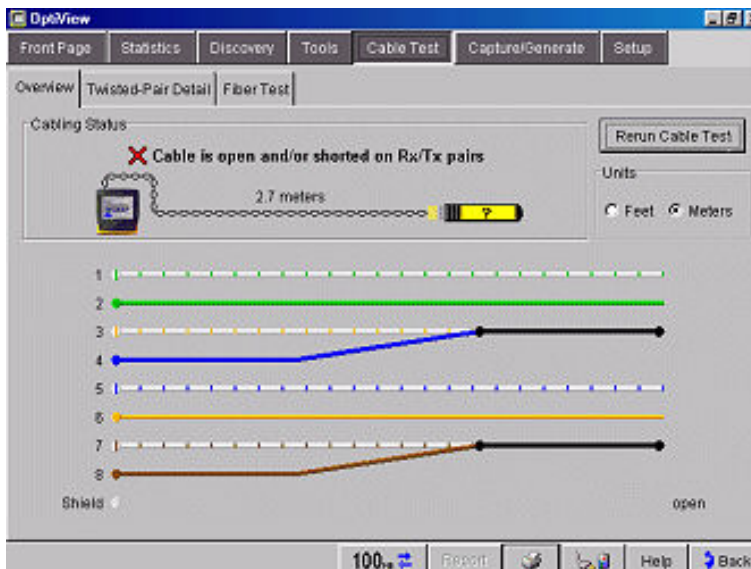 OptiView
Front Page Statistics Discovery Tools Cable Test Capture/Generate Setup
Overview Twisted-Pair Detail Fiber Test
Cabling Status
Cable is open and/or shorted on Rx/Tx pairs
Rerun Cable Test
2.7 meters
Units
?
Feet Meters
1
2
3
4
5
6
7
8
Shield open
100 Report Help Back